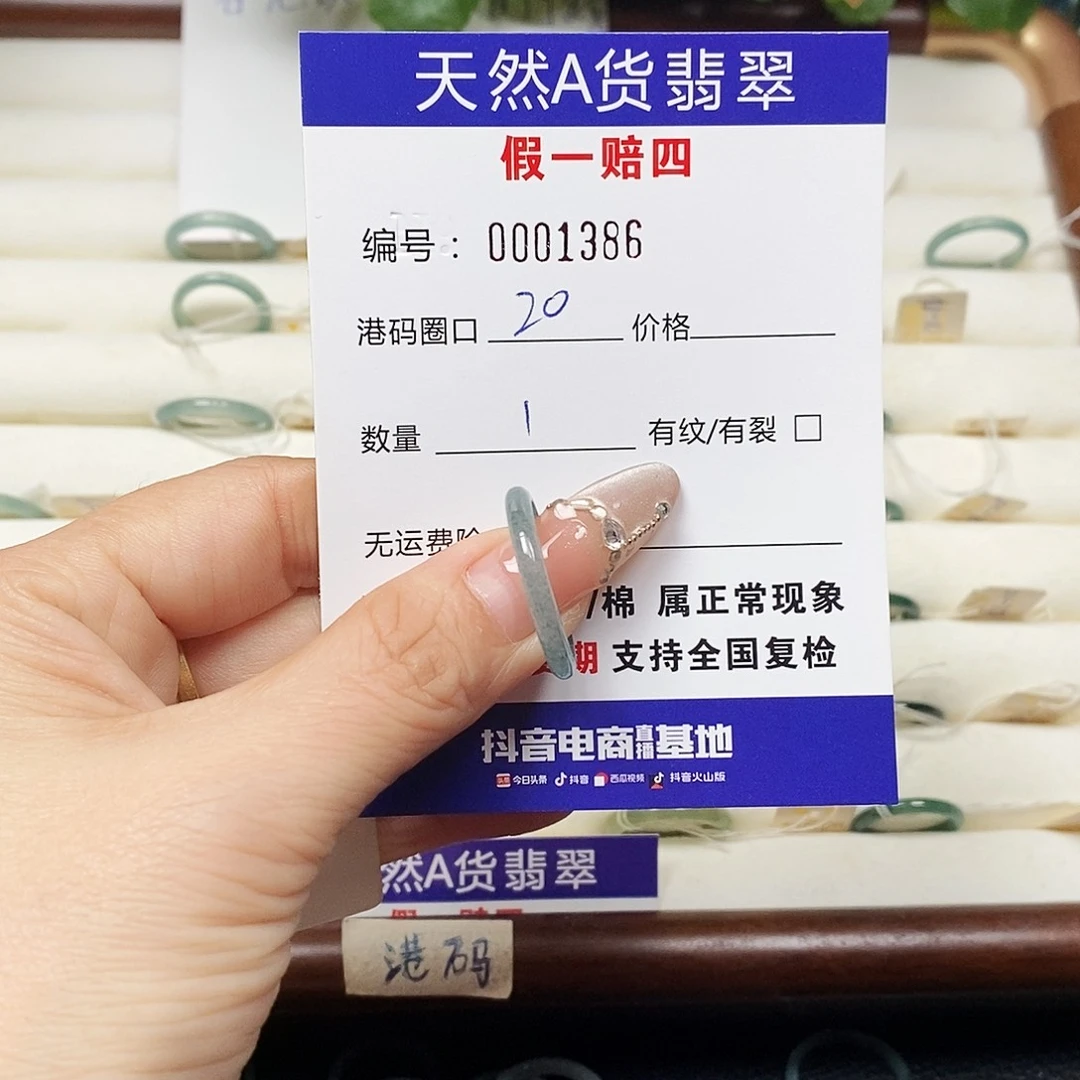 天然A货翡翠
假一赔四
编号：0001386
港码圈口 20 价格
数量 1 有纹/有裂 □
无运费险
/棉 属正常现象
期 支持全国复检
抖音电商直播基地
头条 今日头条 抖音 西瓜视频 抖音火山版
然A货翡翠
港码